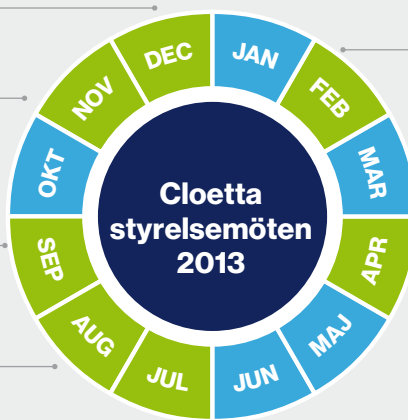 JAN
FEB
MAR
APR
MAJ
JUN
JUL
AUG
SEP
OKT
NOV
DEC
Cloetta
styrelsemöten
2013